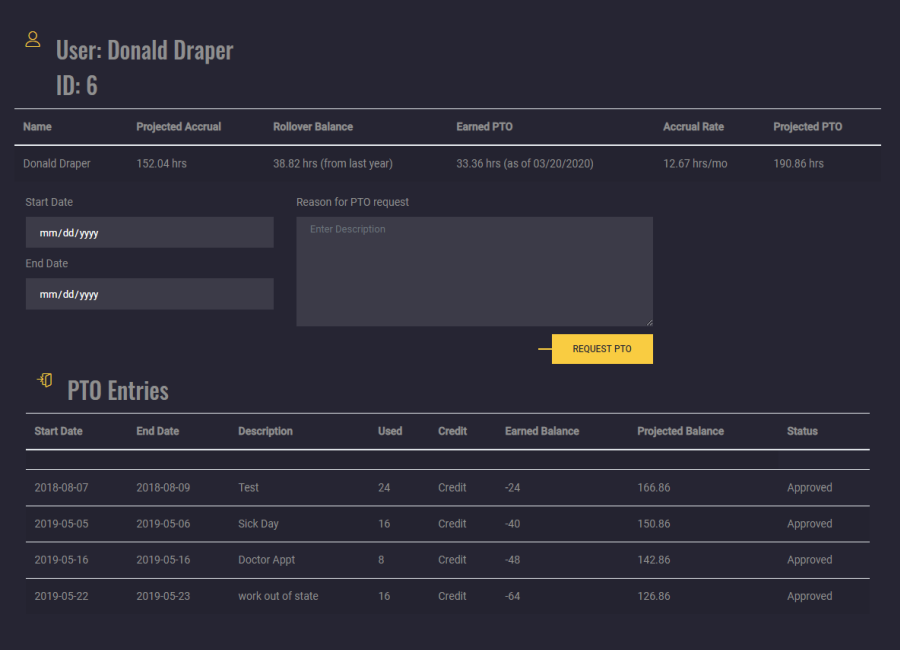 User: Donald Draper
ID: 6
Name Projected Accrual Rollover Balance Earned PTO Accrual Rate Projected PTO
Donald Draper 152.04 hrs 38.82 hrs (from last year) 33.36 hrs (as of 03/20/2020) 12.67 hrs/mo 190.86 hrs
Start Date
mm/dd/yyyy
End Date
mm/dd/yyyy
Reason for PTO request
Enter Description
REQUEST PTO
PTO Entries
Start Date End Date Description Used Credit Earned Balance Projected Balance Status
2018-08-07 2018-08-09 Test 24 Credit -24 166.86 Approved
2019-05-05 2019-05-06 Sick Day 16 Credit -40 150.86 Approved
2019-05-16 2019-05-16 Doctor Appt 8 Credit -48 142.86 Approved
2019-05-22 2019-05-23 work out of state 16 Credit -64 126.86 Approved